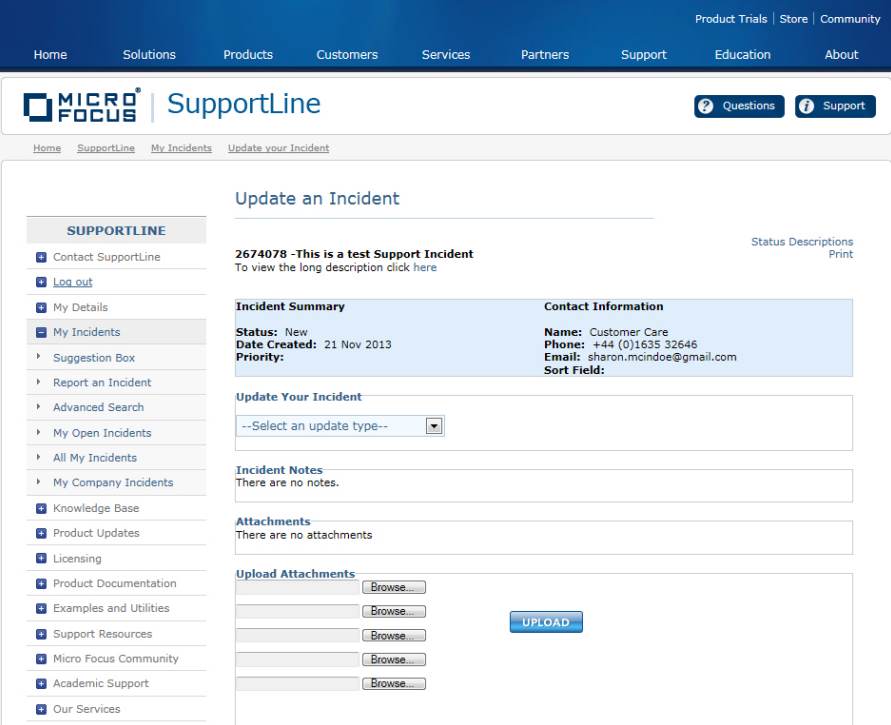 Product Trials | Store | Community
Home Solutions Products Customers Services Partners Support Education About
MICRO FOCUS® | SupportLine
? Questions i Support
Home SupportLine My Incidents Update your Incident
Update an Incident
SUPPORTLINE
Contact SupportLine
Log out
My Details
My Incidents
Suggestion Box
Report an Incident
Advanced Search
My Open Incidents
All My Incidents
My Company Incidents
Knowledge Base
Product Updates
Licensing
Product Documentation
Examples and Utilities
Support Resources
Micro Focus Community
Academic Support
Our Services
Status Descriptions
Print
2674078 -This is a test Support Incident
To view the long description click here
Incident Summary
Status: New
Date Created: 21 Nov 2013
Priority:
Contact Information
Name: Customer Care
Phone: +44 (0)1635 32646
Email: sharon.mcindoe@gmail.com
Sort Field:
Update Your Incident
--Select an update type--
Incident Notes
There are no notes.
Attachments
There are no attachments
Upload Attachments
Browse...
Browse...
Browse...
Browse...
Browse...
UPLOAD